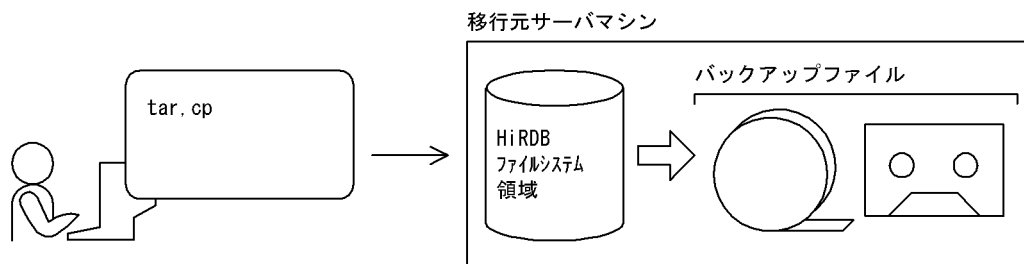 移行元サーバマシン
バックアップファイル
tar,cp
HiRDB
ﾌｧｲﾙｼｽﾃﾑ
領域